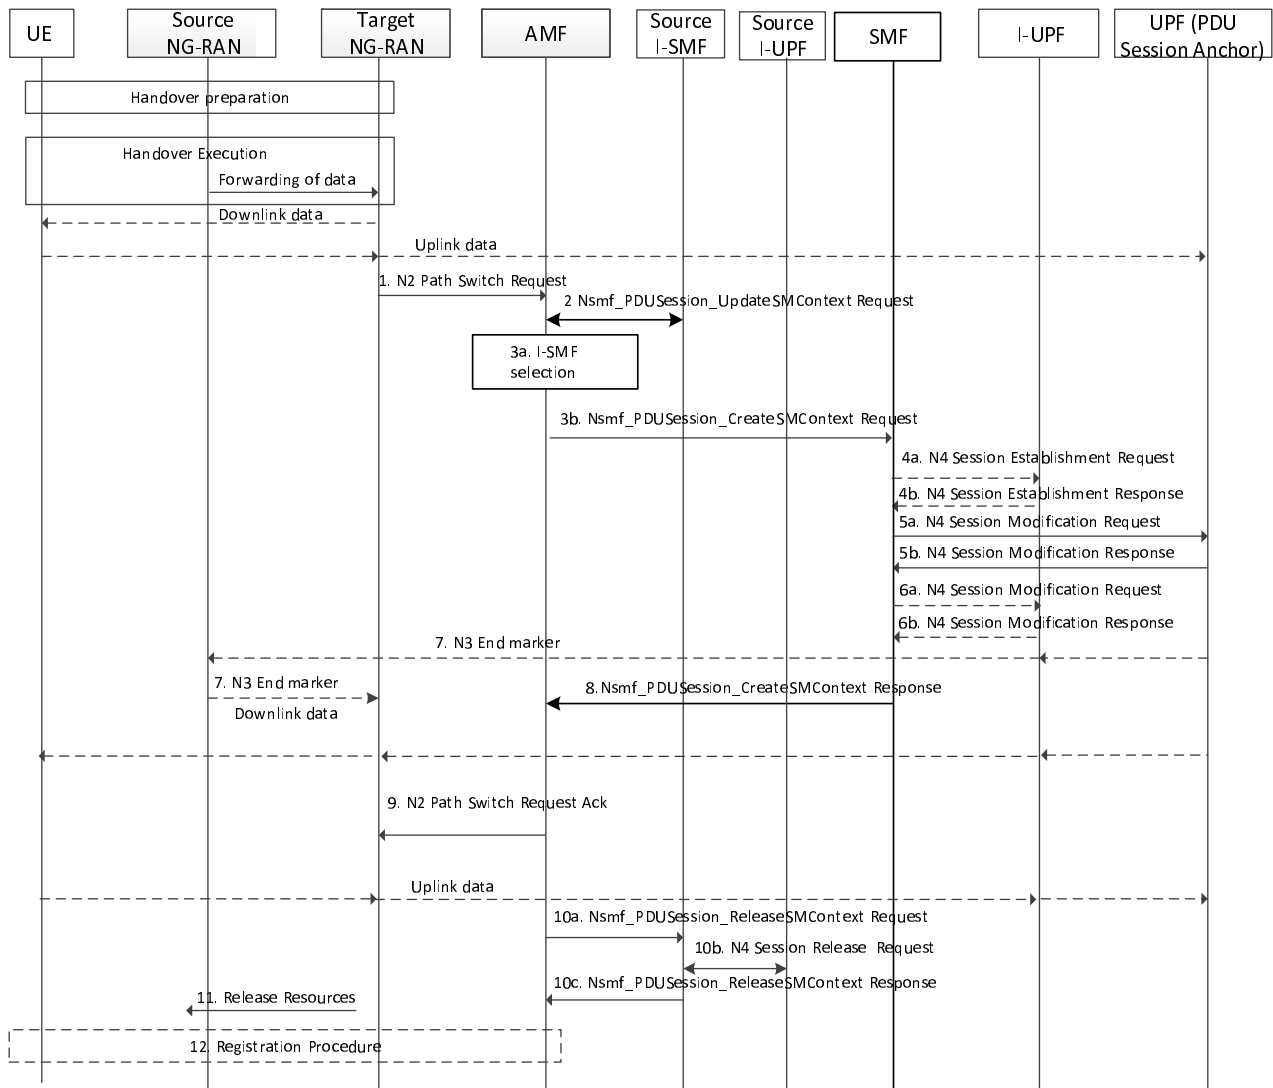 UE
Source
NG-RAN
Target
NG-RAN
AMF
Source
I-SMF
Source
I-UPF
SMF
I-UPF
UPF (PDU
Session Anchor)
Handover preparation
Handover Execution
Forwarding of data
Downlink data
Uplink data
1. N2 Path Switch Request
2 Nsmf_PDUSession_UpdateSMContext Request
3a. I-SMF
selection
3b. Nsmf_PDUSession_CreateSMContext Request
4a. N4 Session Establishment Request
4b. N4 Session Establishment Response
5a. N4 Session Modification Request
5b. N4 Session Modification Response
6a. N4 Session Modification Request
6b. N4 Session Modification Response
7. N3 End marker
7. N3 End marker
8. Nsmf_PDUSession_CreateSMContext Response
Downlink data
9. N2 Path Switch Request Ack
Uplink data
10a. Nsmf_PDUSession_ReleaseSMContext Request
10b. N4 Session Release Request
10c. Nsmf_PDUSession_ReleaseSMContext Response
11. Release Resources
12. Registration Procedure